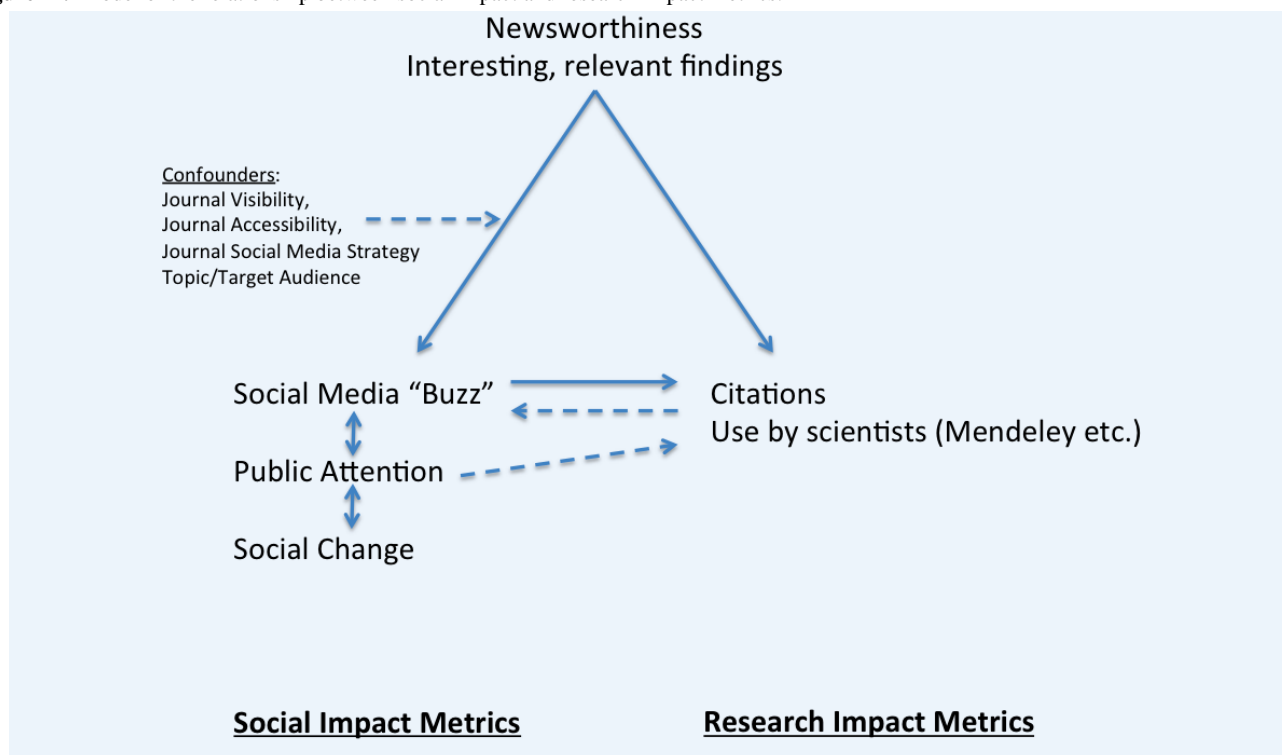 Newsworthiness
Interesting, relevant findings
Confounders:
Journal Visibility,
Journal Accessibility,
Journal Social Media Strategy
Topic/Target Audience
Social Media “Buzz”
Citations
Use by scientists (Mendeley etc.)
Public Attention
Social Change
Social Impact Metrics
Research Impact Metrics